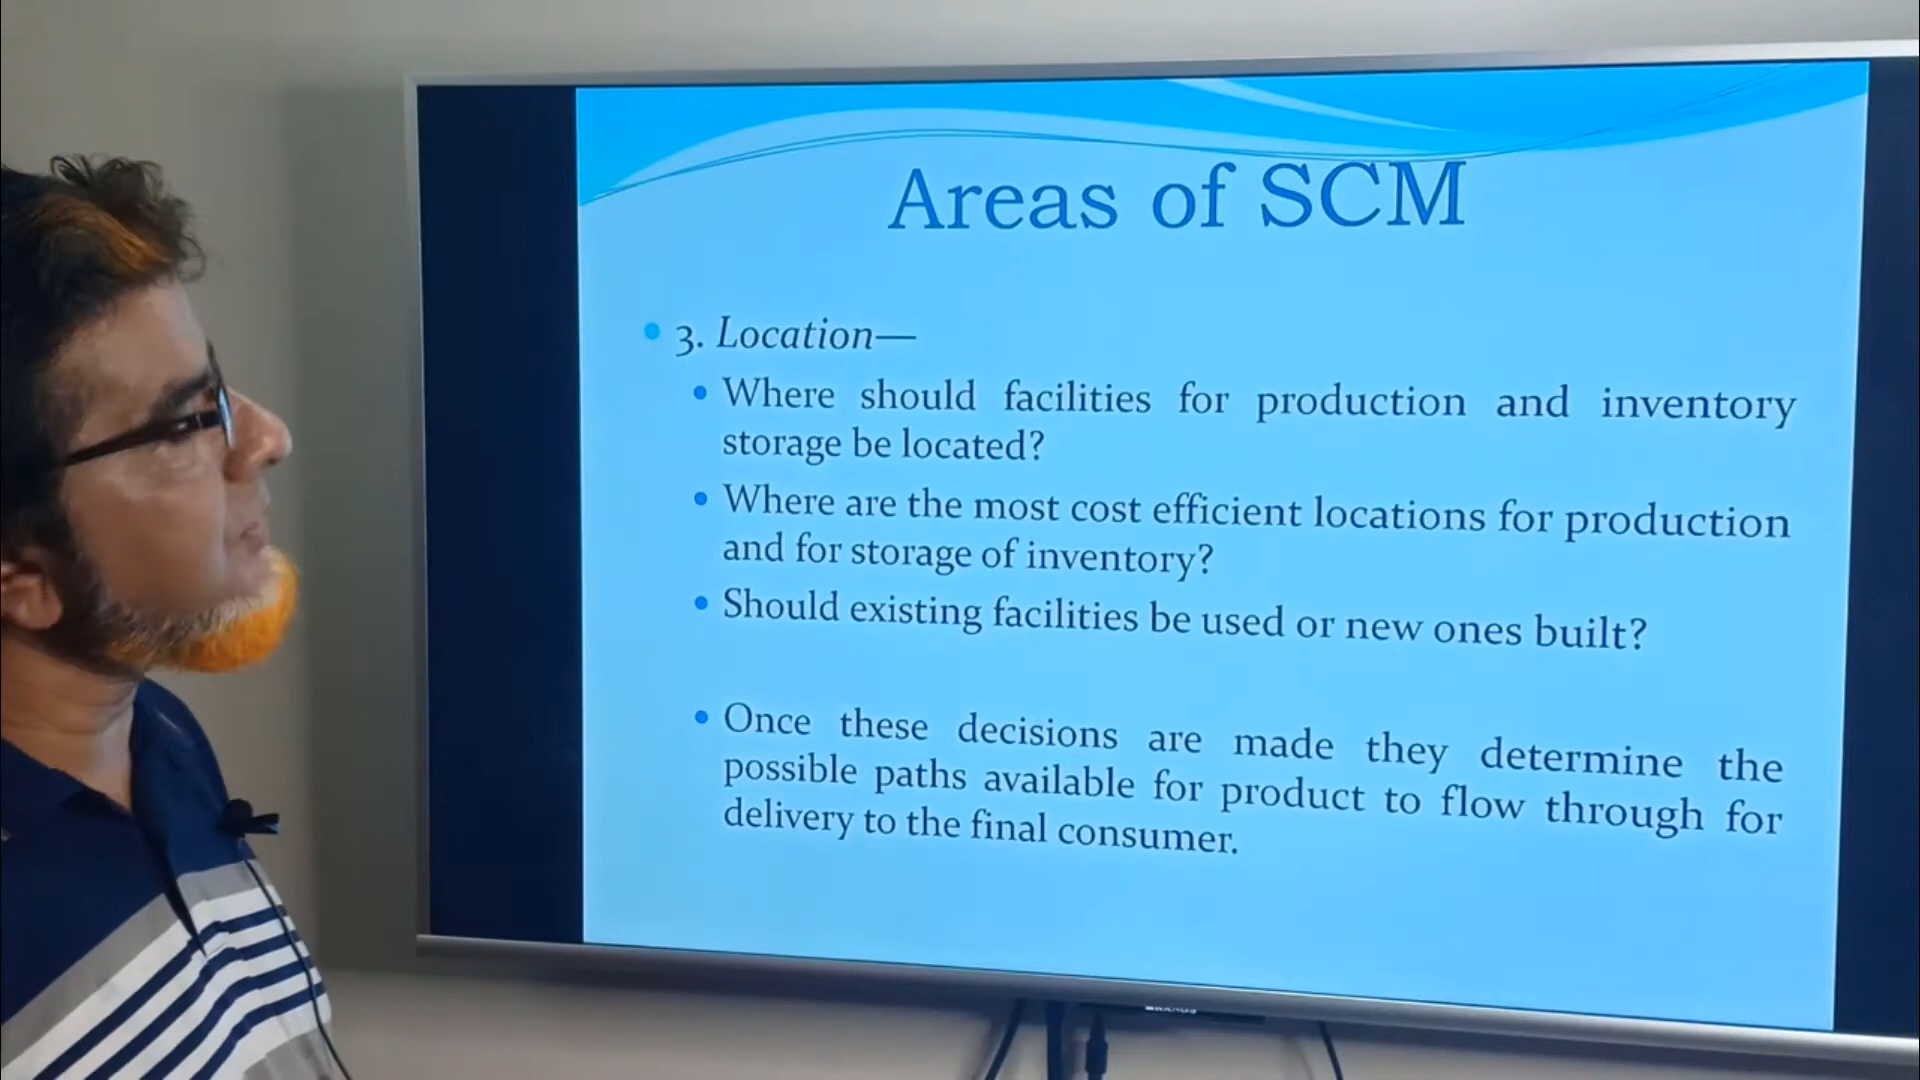 Areas of SCM
3. Location—
Where should facilities for production and inventory
storage be located?
Where are the most cost efficient locations for production
and for storage of inventory?
Should existing facilities be used or new ones built?
Once these decisions are made they determine the
possible paths available for product to flow through for
delivery to the final consumer.